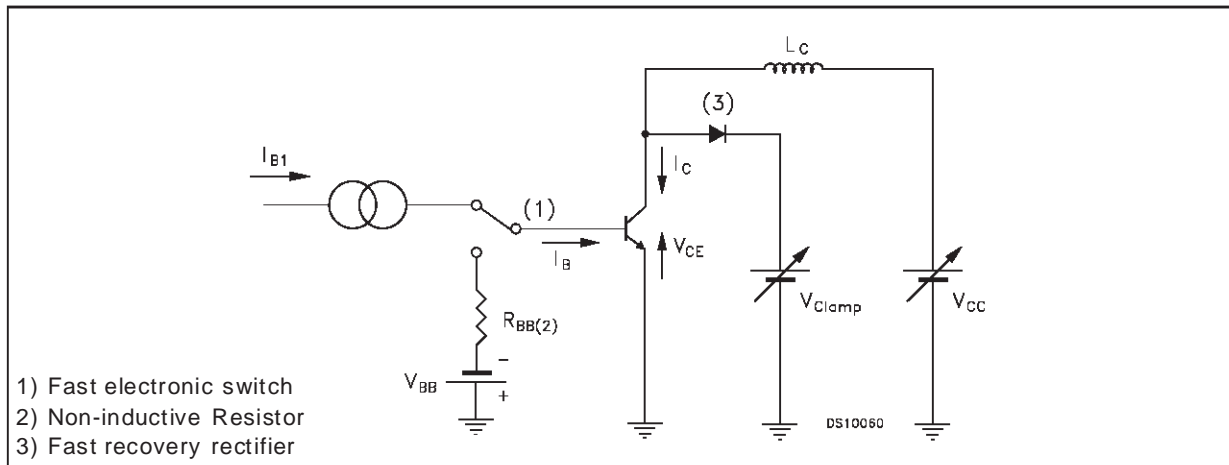 L_C
(3)
I_B1
I_C
(1)
I_B
V_CE
R_BB(2)
V_Clamp
V_CC
−
V_BB
+
DS10060
1) Fast electronic switch
2) Non-inductive Resistor
3) Fast recovery rectifier